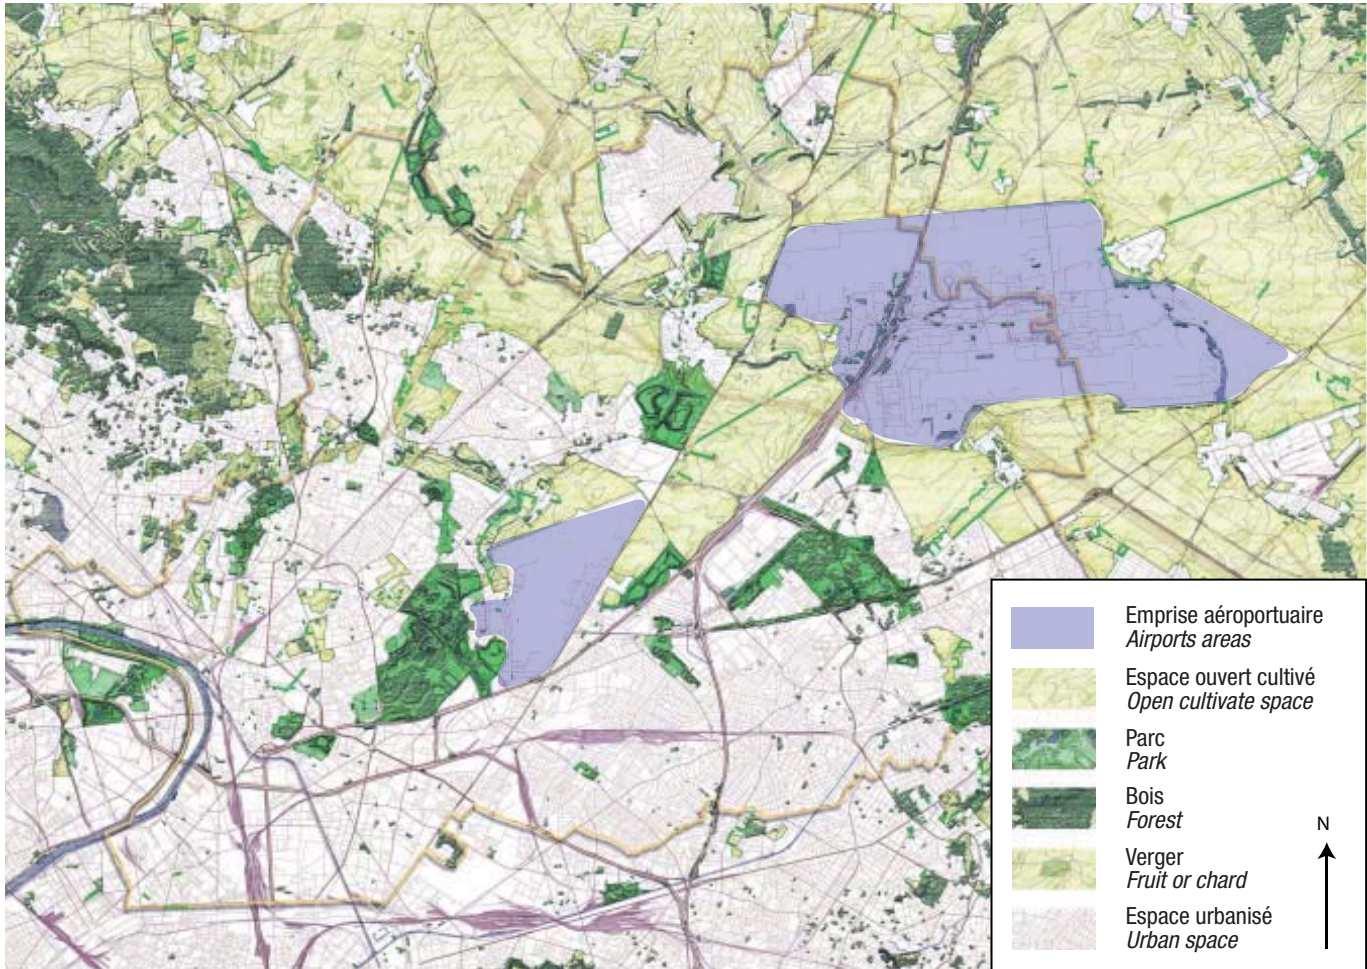 Emprise aéroportuaire
Airports areas
Espace ouvert cultivé
Open cultivate space
Parc
Park
Bois
Forest
N
Verger
Fruit or chard
Espace urbanisé
Urban space